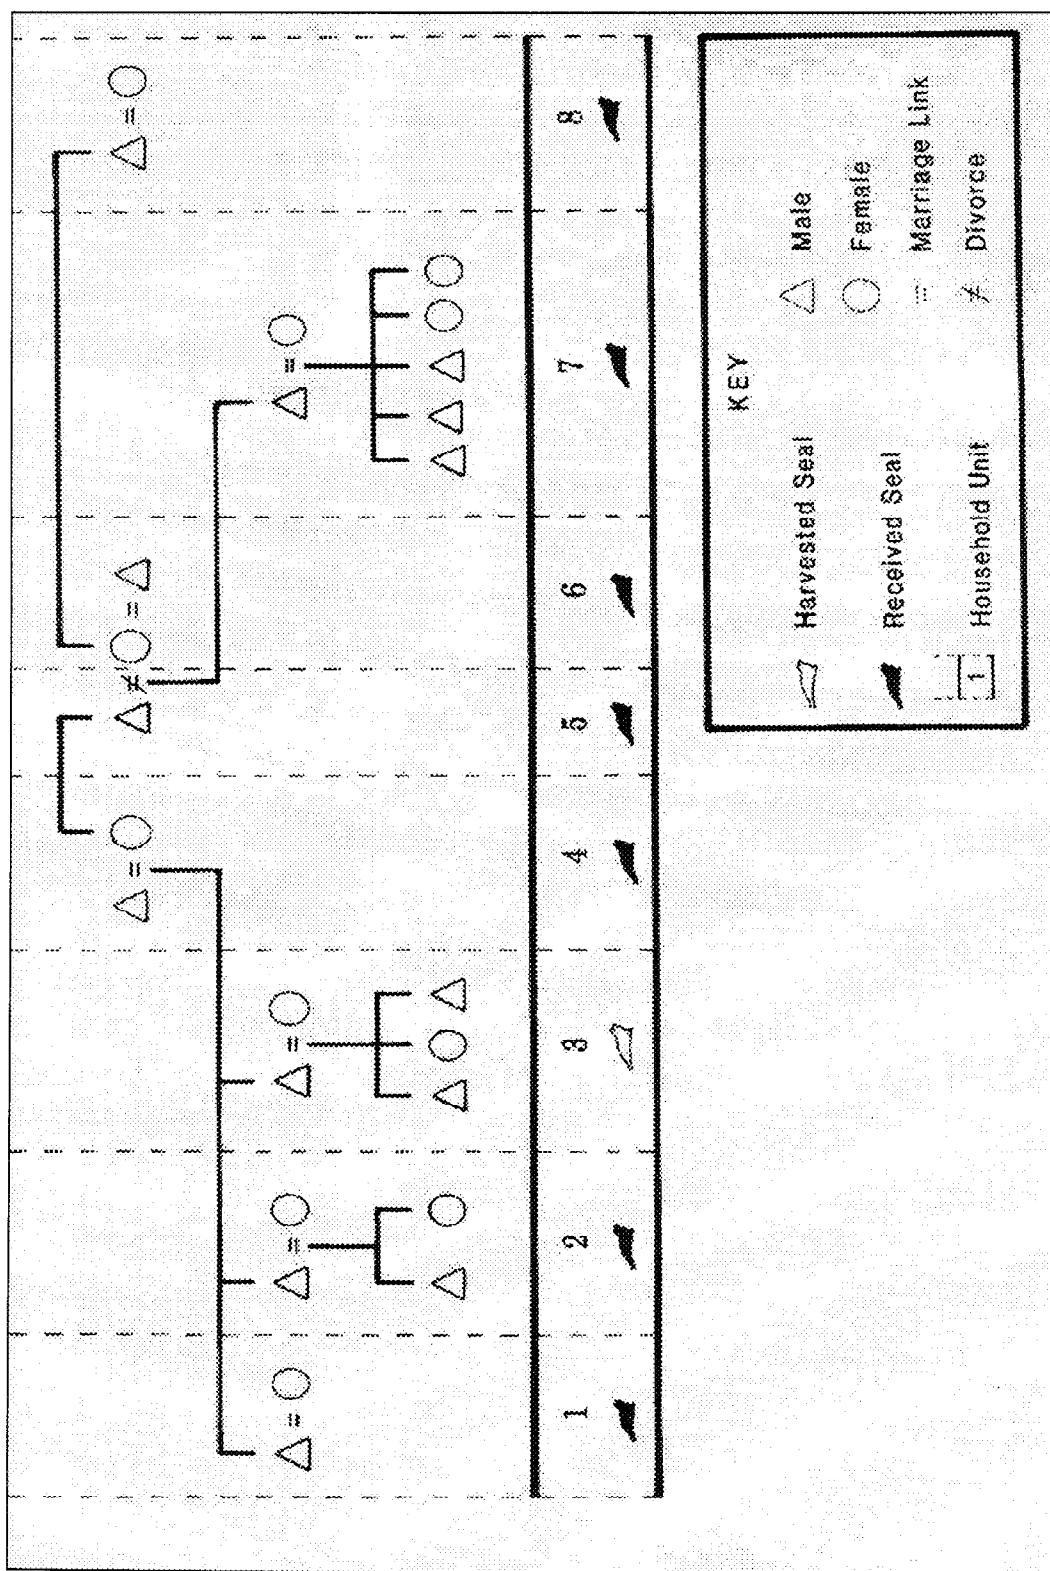 1 2 3 4 5 6 7 8
KEY
Harvested Seal
Male
Received Seal
Female
1
Household Unit
Marriage Link
Divorce